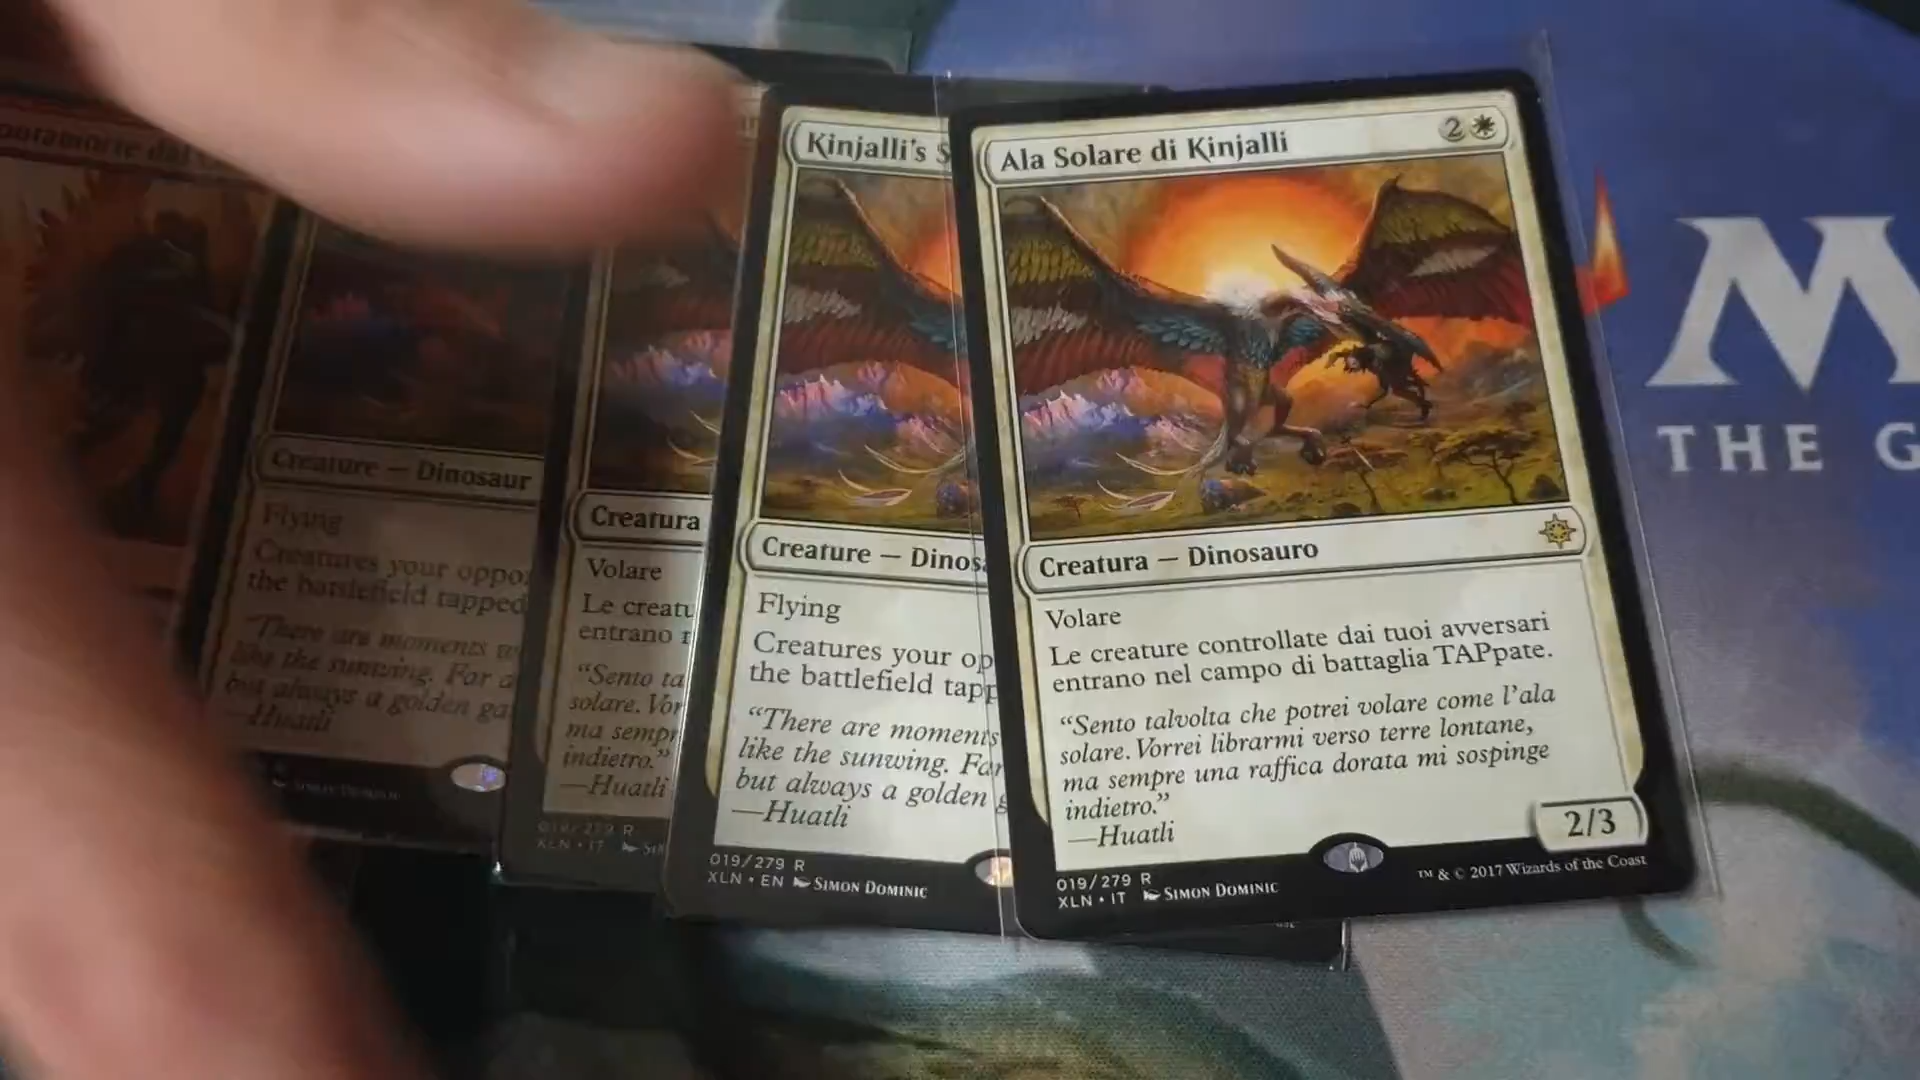 Creature — Dinosaur
Flying
Creatures your oppo
the battlefield tapped
"There are moments w
like the sunwing. For a
but always a golden ga
—Huatli
SIMON DOMINIC
Creatura
Volare
Le creatu
entrano n
"Sento ta
solare. Vor
ma sempr
indietro."
—Huatli
019/279 R
XLN • IT
Kinjalli's S
Creature — Dinos
Flying
Creatures your op
the battlefield tapp
"There are moments
like the sunwing. For
but always a golden g
—Huatli
019/279 R
XLN • EN SIMON DOMINIC
Ala Solare di Kinjalli
2
Creatura — Dinosauro
Volare
Le creature controllate dai tuoi avversari
entrano nel campo di battaglia TAPpate.
"Sento talvolta che potrei volare come l'ala
solare. Vorrei librarmi verso terre lontane,
ma sempre una raffica dorata mi sospinge
indietro."
—Huatli
2/3
019/279 R
XLN • IT SIMON DOMINIC
™ & © 2017 Wizards of the Coast
M
THE G